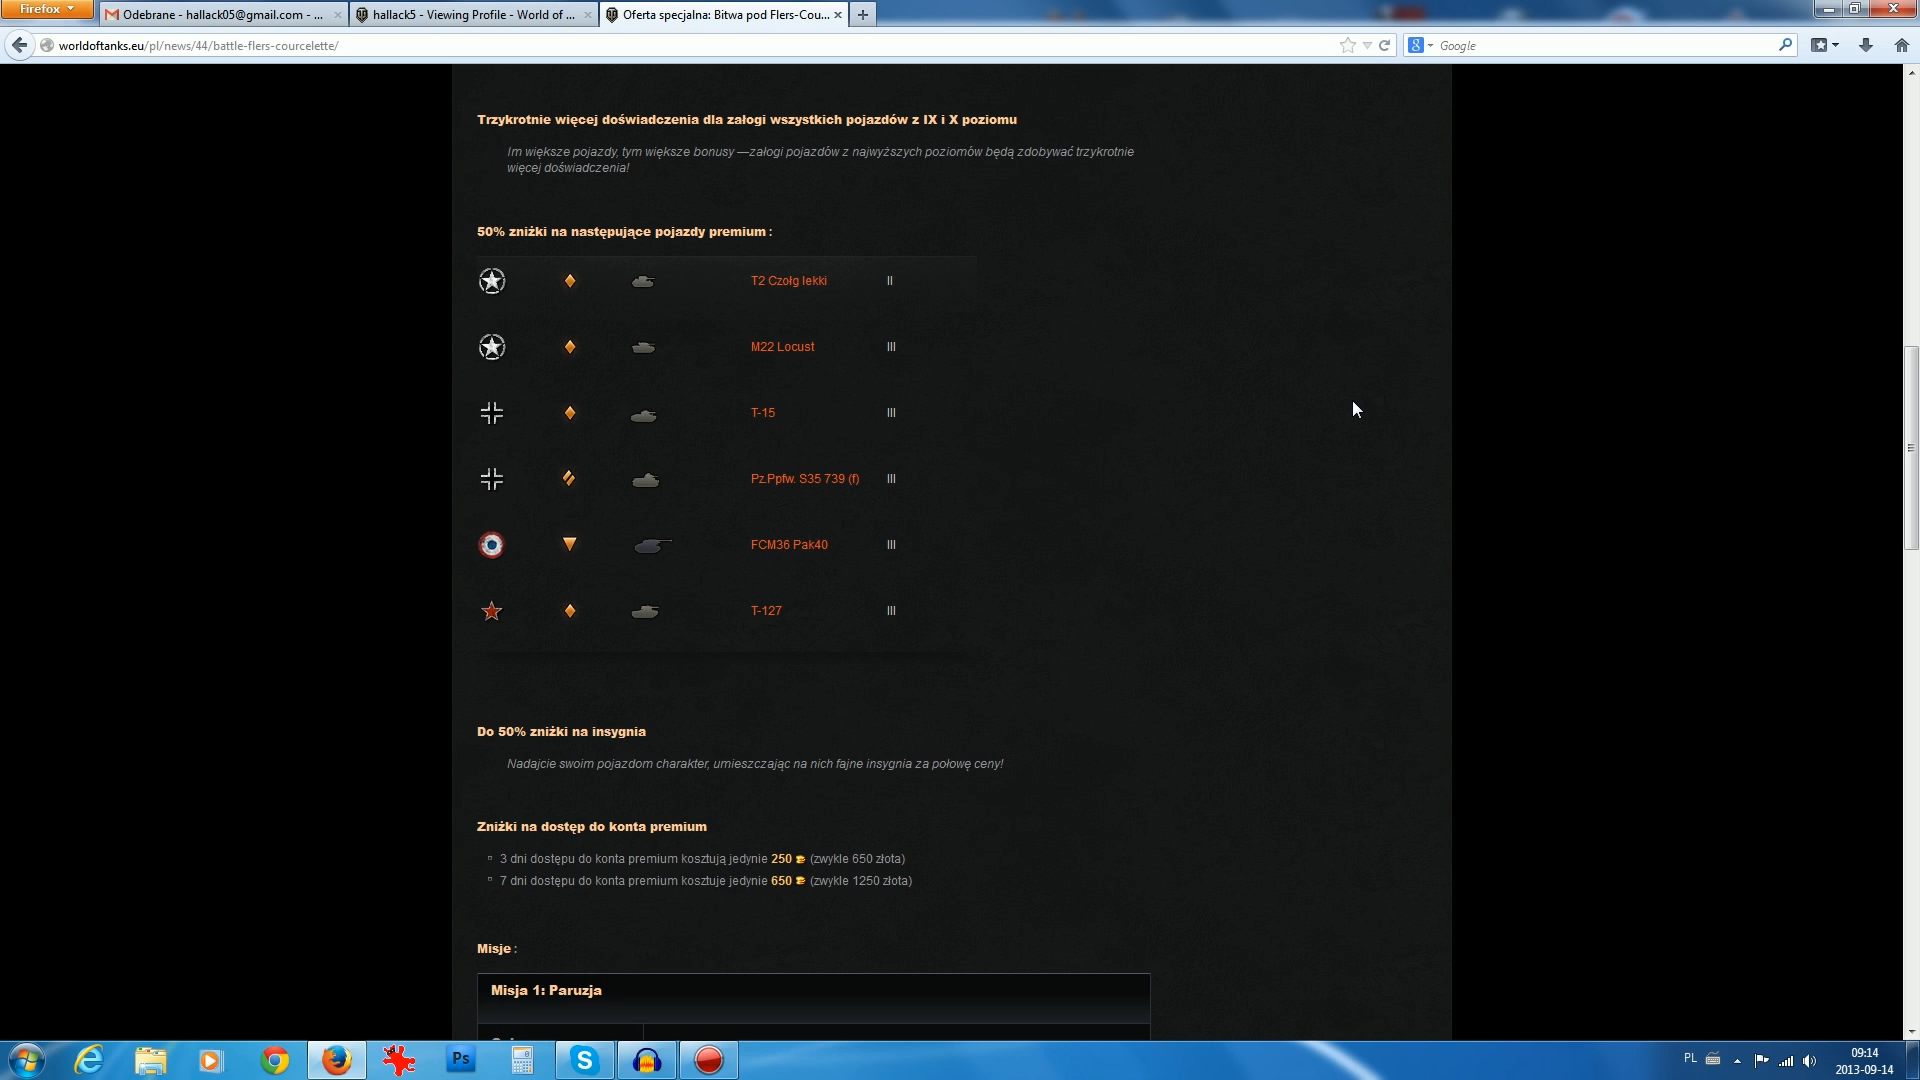 Firefox
Odebrane - hallack05@gmail.com - ...
hallack5 - Viewing Profile - World of ...
Oferta specjalna: Bitwa pod Flers-Cou...
worldoftanks.eu/pl/news/44/battle-flers-courcelette/
Google
Trzykrotnie więcej doświadczenia dla załogi wszystkich pojazdów z IX i X poziomu
Im większe pojazdy, tym większe bonusy —załogi pojazdów z najwyższych poziomów będą zdobywać trzykrotnie
więcej doświadczenia!
50% zniżki na następujące pojazdy premium :
T2 Czołg lekki II
M22 Locust III
T-15 III
Pz.Ppfw. S35 739 (f) III
FCM36 Pak40 III
T-127 III
Do 50% zniżki na insygnia
Nadajcie swoim pojazdom charakter, umieszczając na nich fajne insygnia za połowę ceny!
Zniżki na dostęp do konta premium
3 dni dostępu do konta premium kosztują jedynie 250 (zwykle 650 złota)
7 dni dostępu do konta premium kosztuje jedynie 650 (zwykle 1250 złota)
Misje :
Misja 1: Paruzja
Ps
PL
09:14
2013-09-14